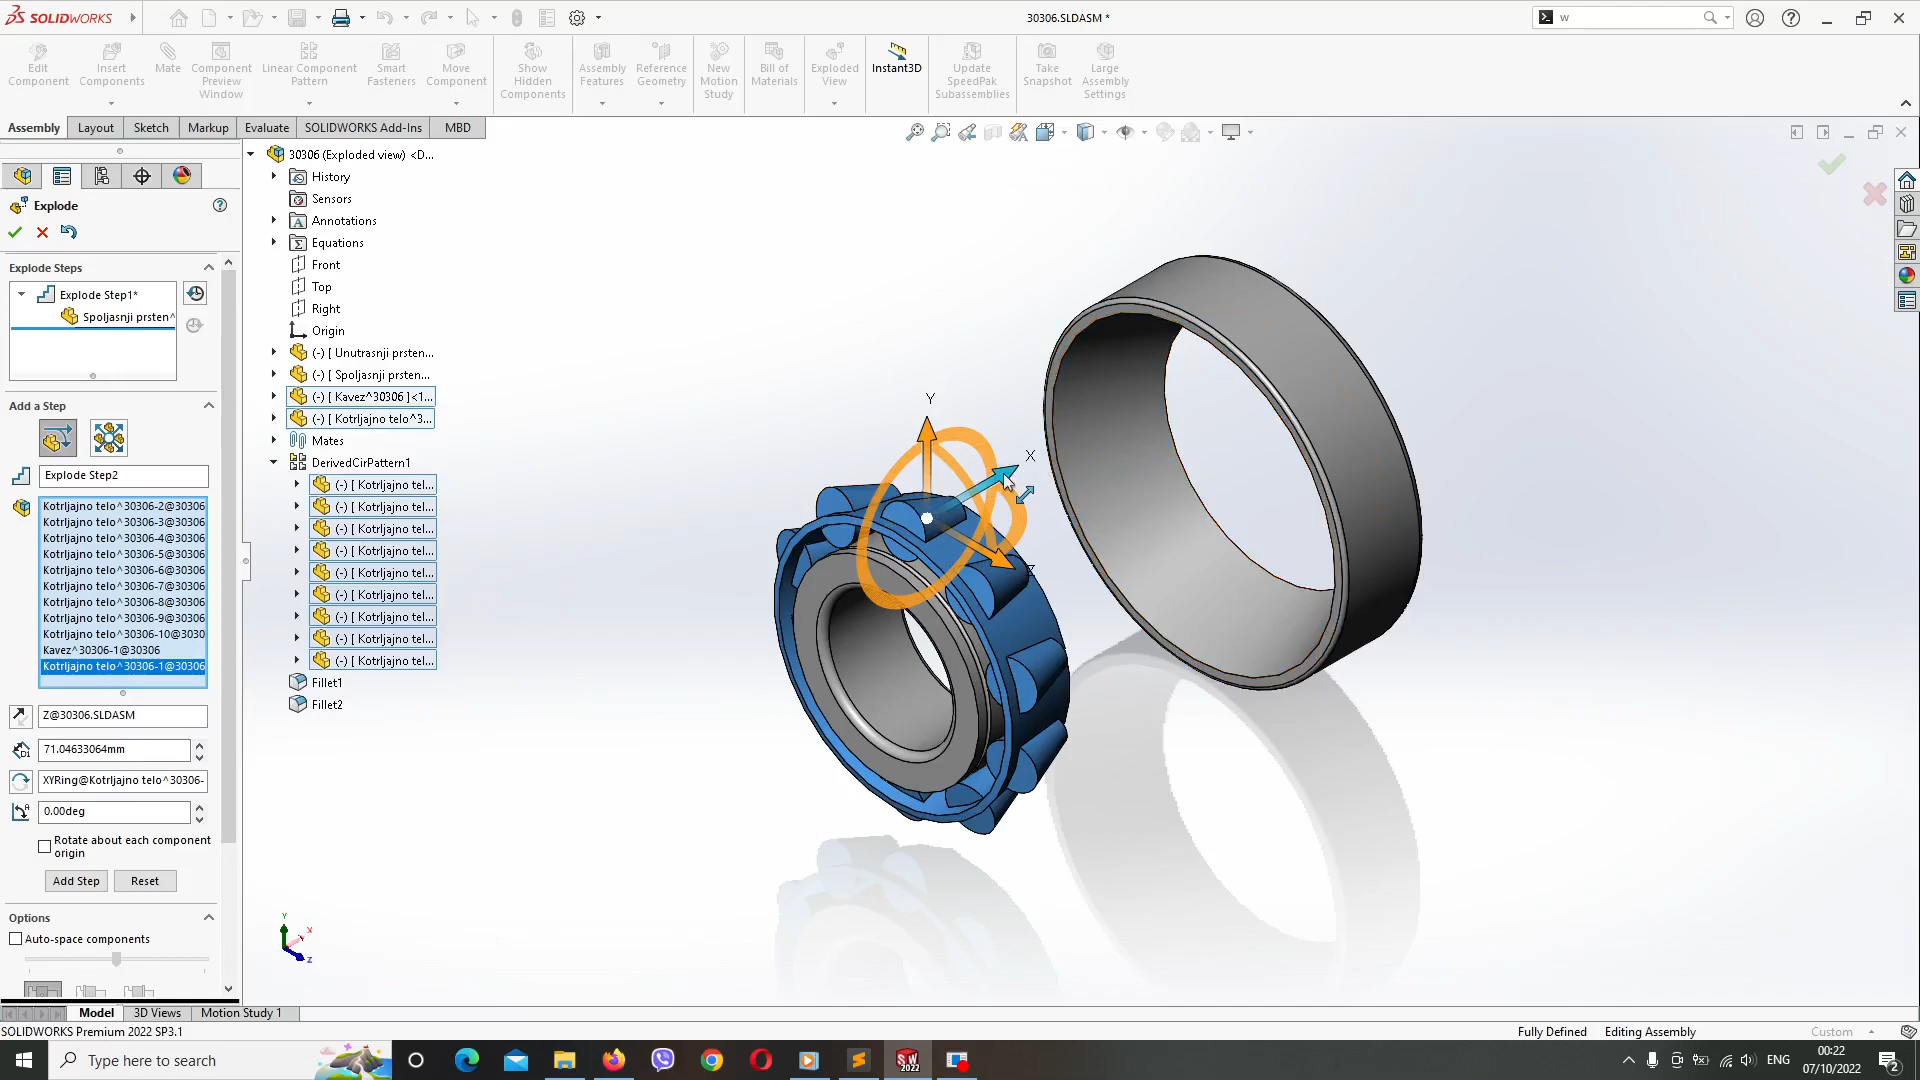 SOLIDWORKS
30306.SLDASM *
w
Edit Component
Insert Components
Mate
Component Preview Window
Linear Component Pattern
Smart Fasteners
Move Component
Show Hidden Components
Assembly Features
Reference Geometry
New Motion Study
Bill of Materials
Exploded View
Instant3D
Update SpeedPak Subassemblies
Take Snapshot
Large Assembly Settings
Assembly
Layout
Sketch
Markup
Evaluate
SOLIDWORKS Add-Ins
MBD
Explode
Explode Steps
Explode Step1*
Spoljasnji prsten^
Add a Step
Explode Step2
Kotrljajno telo^30306-2@30306
Kotrljajno telo^30306-3@30306
Kotrljajno telo^30306-4@30306
Kotrljajno telo^30306-5@30306
Kotrljajno telo^30306-6@30306
Kotrljajno telo^30306-7@30306
Kotrljajno telo^30306-8@30306
Kotrljajno telo^30306-9@30306
Kotrljajno telo^30306-10@3030
Kavez^30306-1@30306
Kotrljajno telo^30306-1@30306
Z@30306.SLDASM
71.04633064mm
XYRing@Kotrljajno telo^30306-
0.00deg
Rotate about each component
origin
Add Step
Reset
Options
Auto-space components
30306 (Exploded view) <D...
History
Sensors
Annotations
Equations
Front
Top
Right
Origin
(-) [ Unutrasnji prsten...
(-) [ Spoljasnji prsten...
(-) [ Kavez^30306 ]<1...
(-) [ Kotrljajno telo^3...
Mates
DerivedCirPattern1
(-) [ Kotrljajno tel...
(-) [ Kotrljajno tel...
(-) [ Kotrljajno tel...
(-) [ Kotrljajno tel...
(-) [ Kotrljajno tel...
(-) [ Kotrljajno tel...
(-) [ Kotrljajno tel...
(-) [ Kotrljajno tel...
(-) [ Kotrljajno tel...
Fillet1
Fillet2
Y
X
Z
Y
X
Z
Model
3D Views
Motion Study 1
SOLIDWORKS Premium 2022 SP3.1
Fully Defined
Editing Assembly
Custom
Type here to search
SW
2022
ENG
00:22
07/10/2022
2